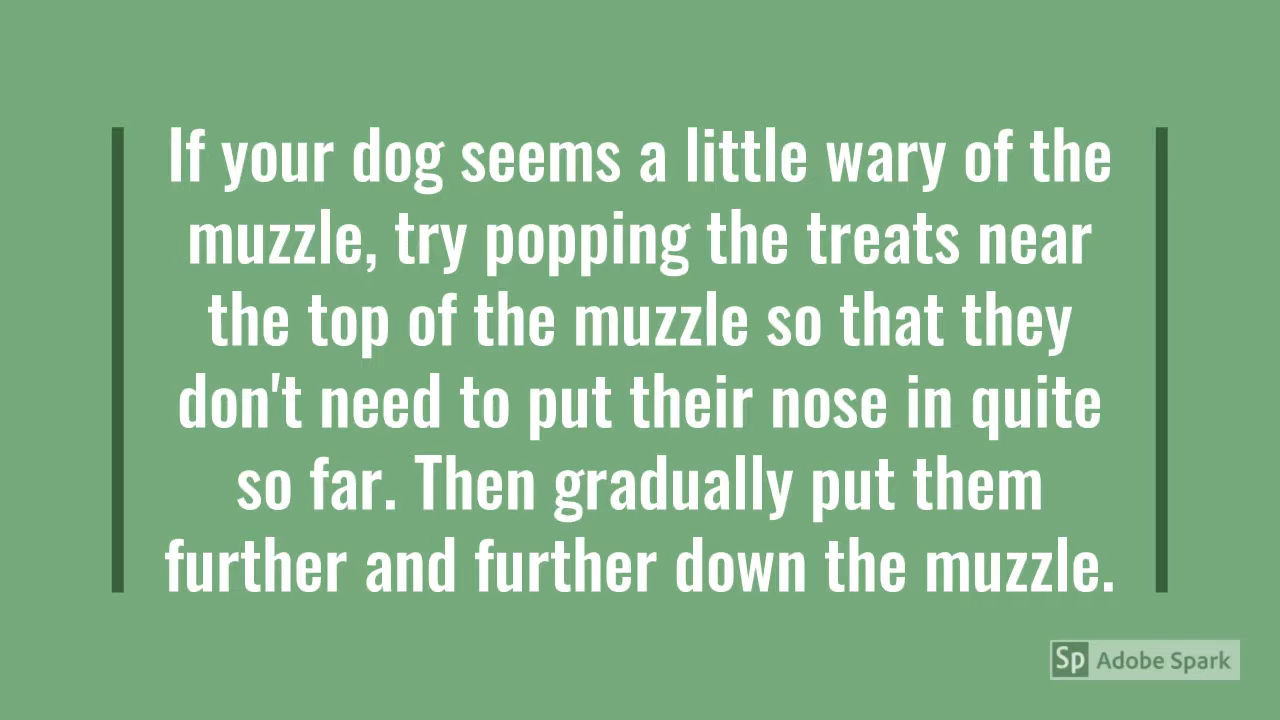 If your dog seems a little wary of the
muzzle, try popping the treats near
the top of the muzzle so that they
don't need to put their nose in quite
so far. Then gradually put them
further and further down the muzzle.
Sp Adobe Spark